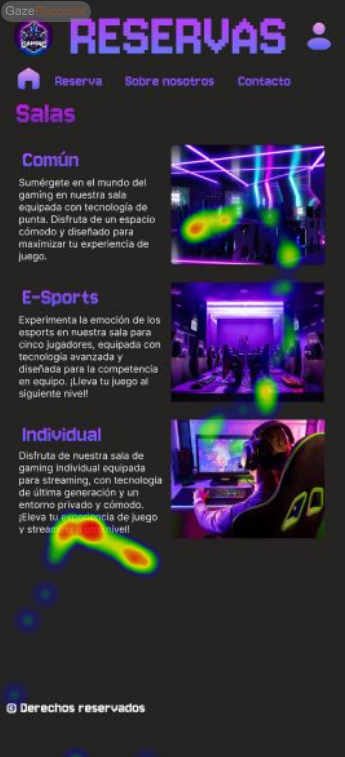 GazeRecorder
GAMING
RESERVAS
Reserva Sobre nosotros Contacto
Salas
Común
Sumérgete en el mundo del
gaming en nuestra sala
equipada con tecnología de
punta. Disfruta de un espacio
cómodo y diseñado para
maximizar tu experiencia de
juego.
E-Sports
Experimenta la emoción de los
esports en nuestra sala para
cinco jugadores, equipada con
tecnología avanzada y
diseñada para la competencia
en equipo. ¡Lleva tu juego al
siguiente nivel!
Individual
Disfruta de nuestra sala de
gaming individual equipada
para streaming, con tecnología
de última generación y un
entorno privado y cómodo.
¡Eleva tu experiencia de juego
y nivel!
© Derechos reservados